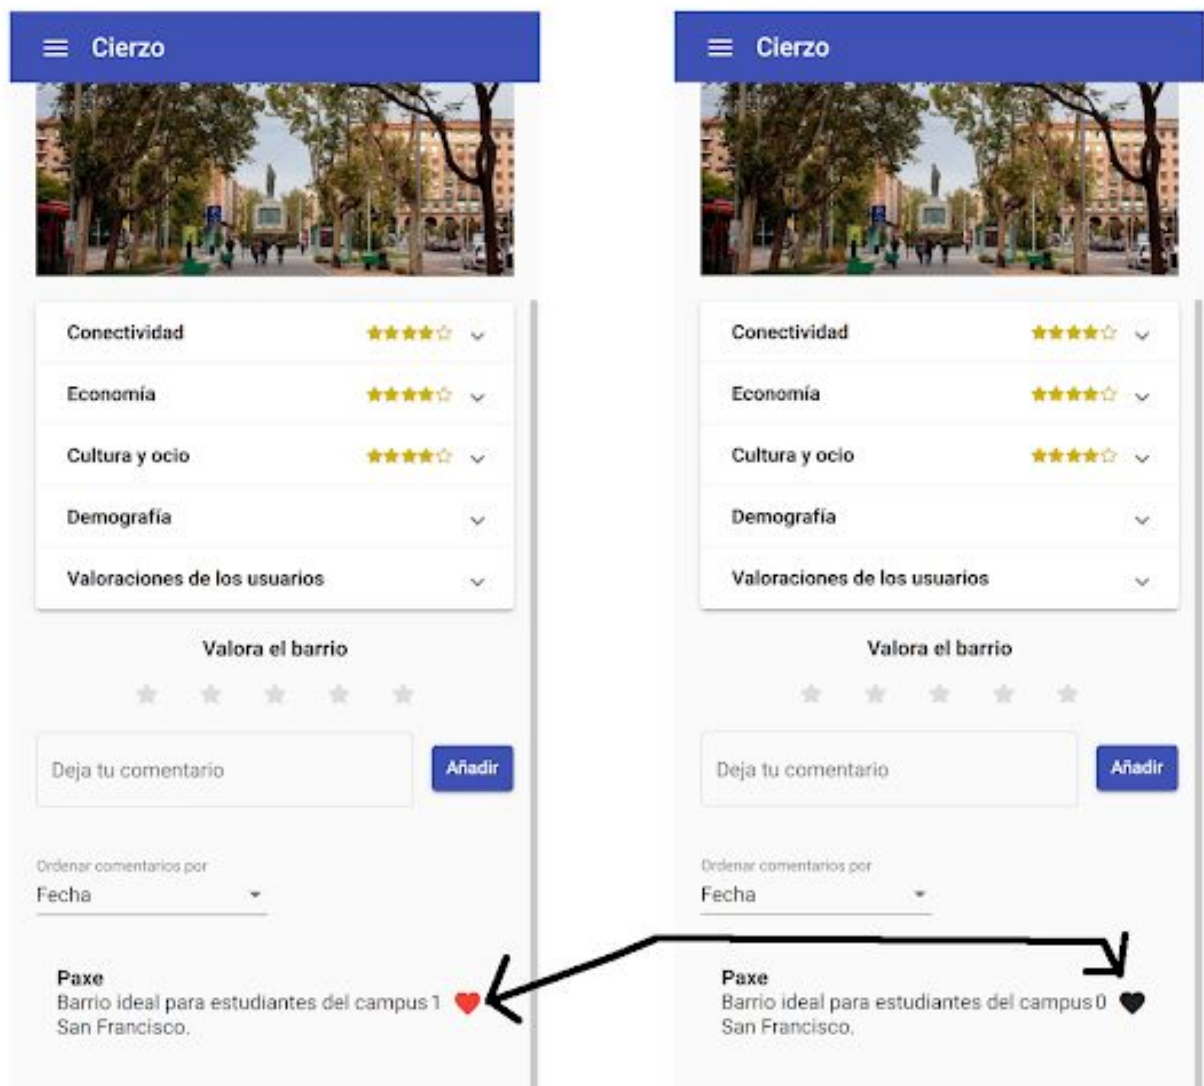 Cierzo
Conectividad
Economía
Cultura y ocio
Demografía
Valoraciones de los usuarios
Valora el barrio
Deja tu comentario
Añadir
Ordenar comentarios por
Fecha
Paxe
Barrio ideal para estudiantes del campus 1
San Francisco.
Cierzo
Conectividad
Economía
Cultura y ocio
Demografía
Valoraciones de los usuarios
Valora el barrio
Deja tu comentario
Añadir
Ordenar comentarios por
Fecha
Paxe
Barrio ideal para estudiantes del campus 0
San Francisco.